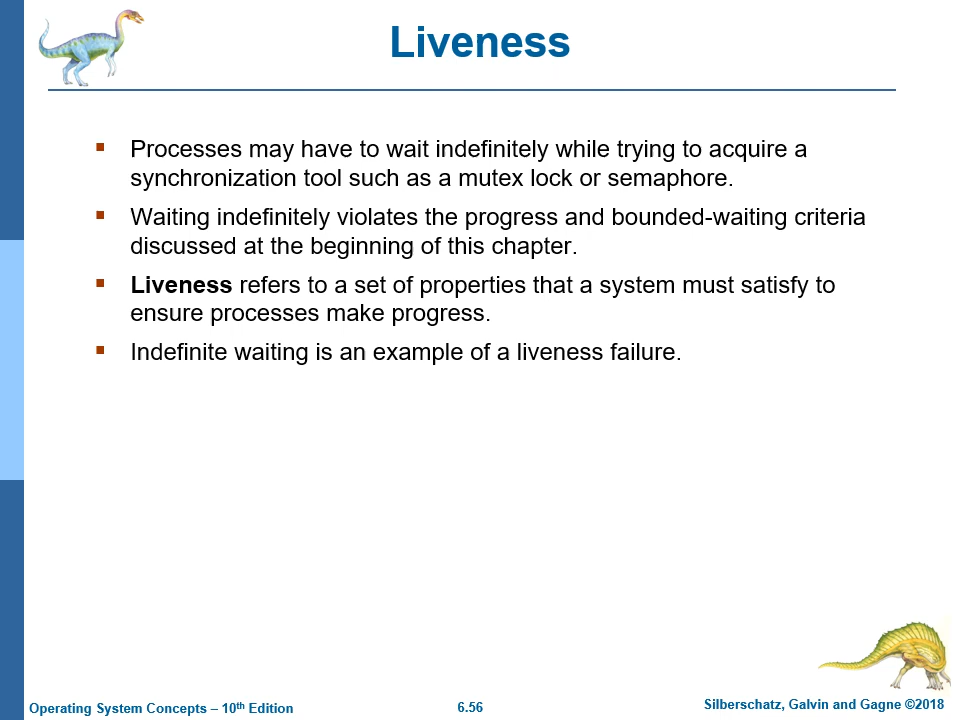 Liveness
▪ Processes may have to wait indefinitely while trying to acquire a
synchronization tool such as a mutex lock or semaphore.
▪ Waiting indefinitely violates the progress and bounded-waiting criteria
discussed at the beginning of this chapter.
▪ Liveness refers to a set of properties that a system must satisfy to
ensure processes make progress.
▪ Indefinite waiting is an example of a liveness failure.
Operating System Concepts – 10th Edition
6.56
Silberschatz, Galvin and Gagne ©2018